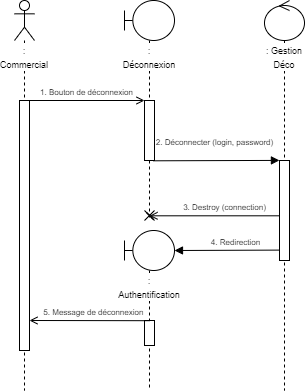 :
Commercial
:
Déconnexion
: Gestion
Déco
1. Bouton de déconnexion
2. Déconnecter (login, password)
3. Destroy (connection)
4. Redirection
:
Authentification
5. Message de déconnexion